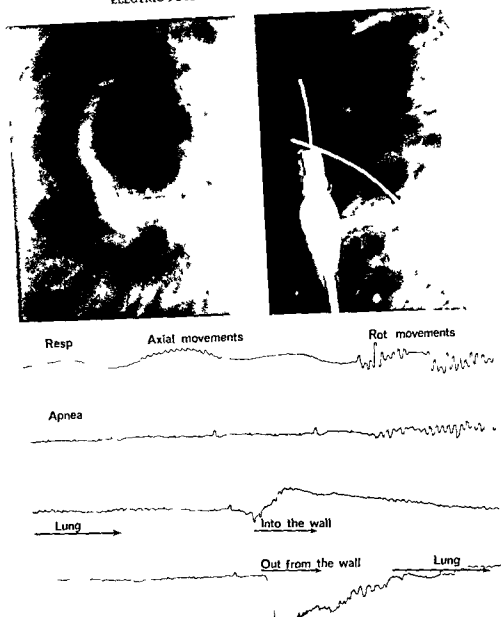 Resp Axial movements Rot movements
Apnea
Lung Into the wall
Out from the wall Lung